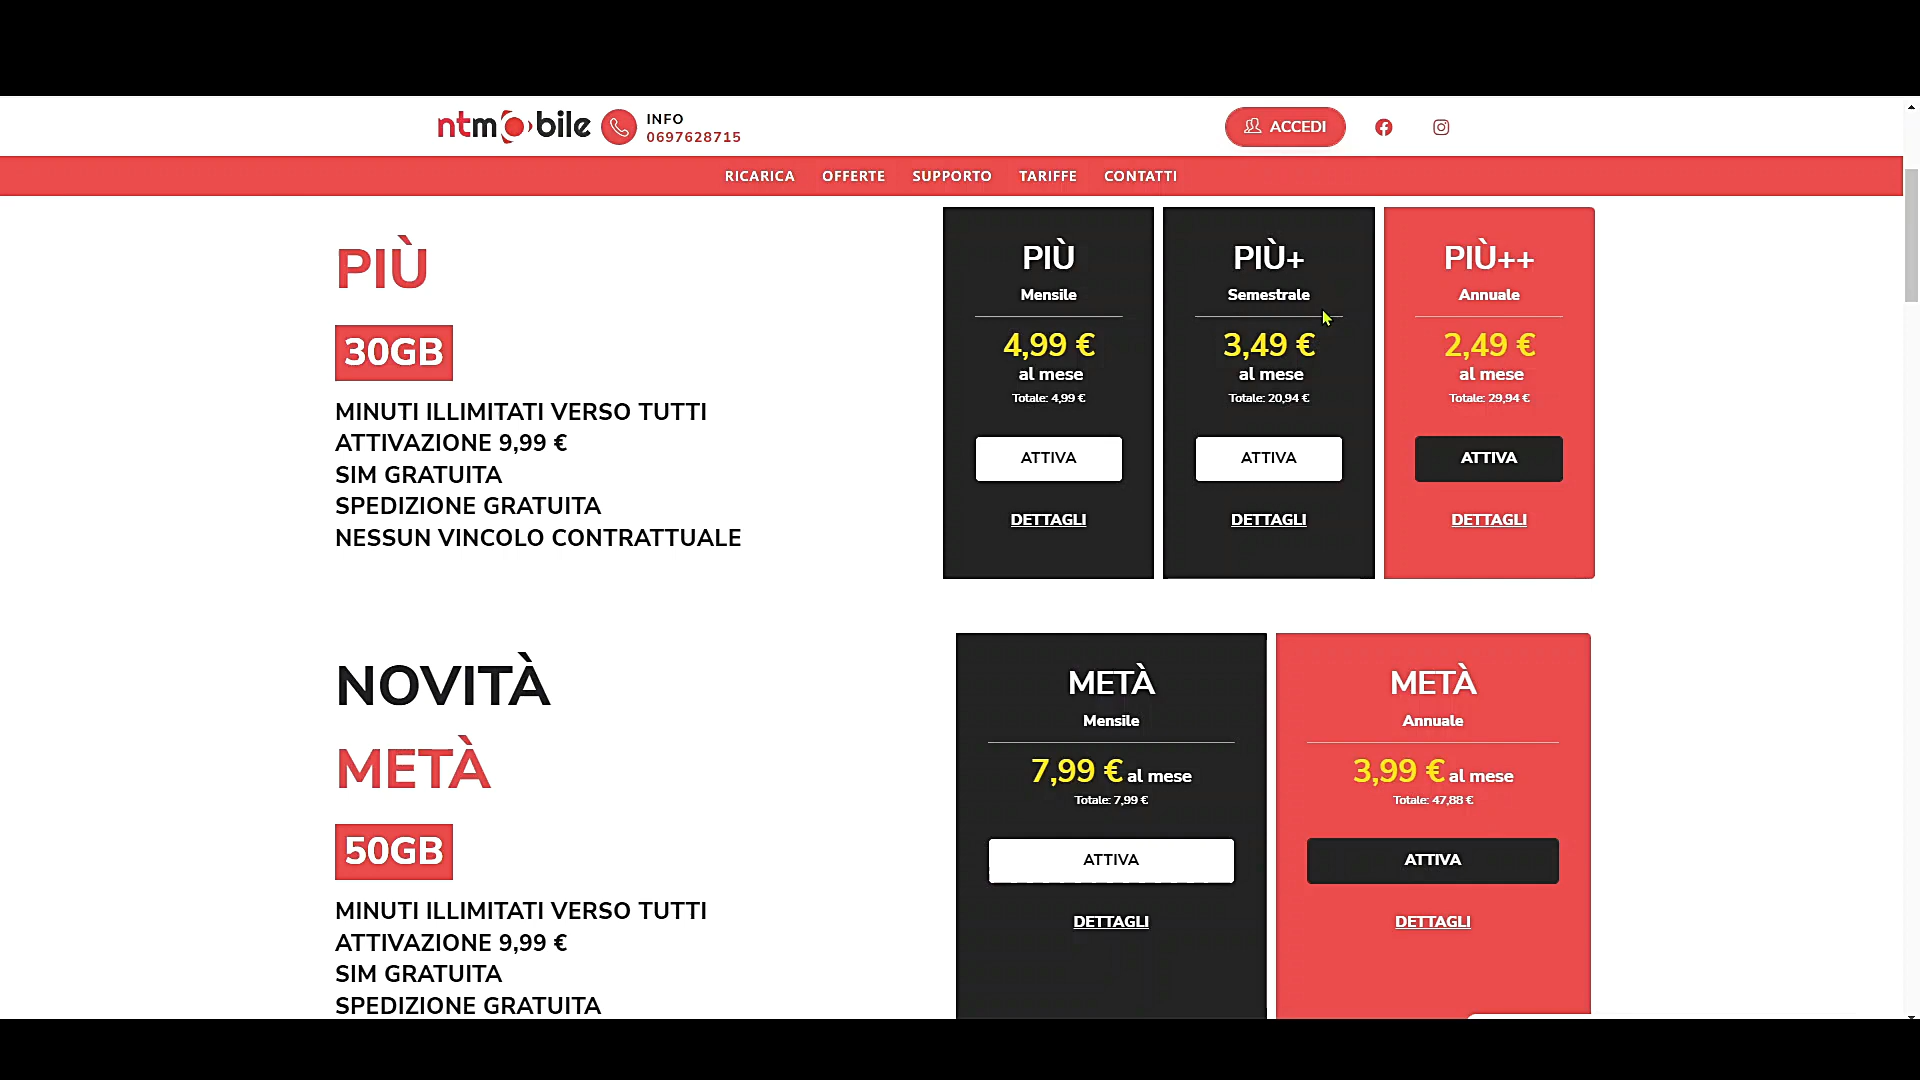 ntmobile
INFO
0697628715
ACCEDI
RICARICA OFFERTE SUPPORTO TARIFFE CONTATTI
PIÙ
30GB
MINUTI ILLIMITATI VERSO TUTTI
ATTIVAZIONE 9,99 €
SIM GRATUITA
SPEDIZIONE GRATUITA
NESSUN VINCOLO CONTRATTUALE
PIÙ
Mensile
4,99 €
al mese
Totale: 4,99 €
ATTIVA
DETTAGLI
PIÙ+
Semestrale
3,49 €
al mese
Totale: 20,94 €
ATTIVA
DETTAGLI
PIÙ++
Annuale
2,49 €
al mese
Totale: 29,94 €
ATTIVA
DETTAGLI
NOVITÀ
METÀ
50GB
MINUTI ILLIMITATI VERSO TUTTI
ATTIVAZIONE 9,99 €
SIM GRATUITA
SPEDIZIONE GRATUITA
METÀ
Mensile
7,99 € al mese
Totale: 7,99 €
ATTIVA
DETTAGLI
METÀ
Annuale
3,99 € al mese
Totale: 47,88 €
ATTIVA
DETTAGLI